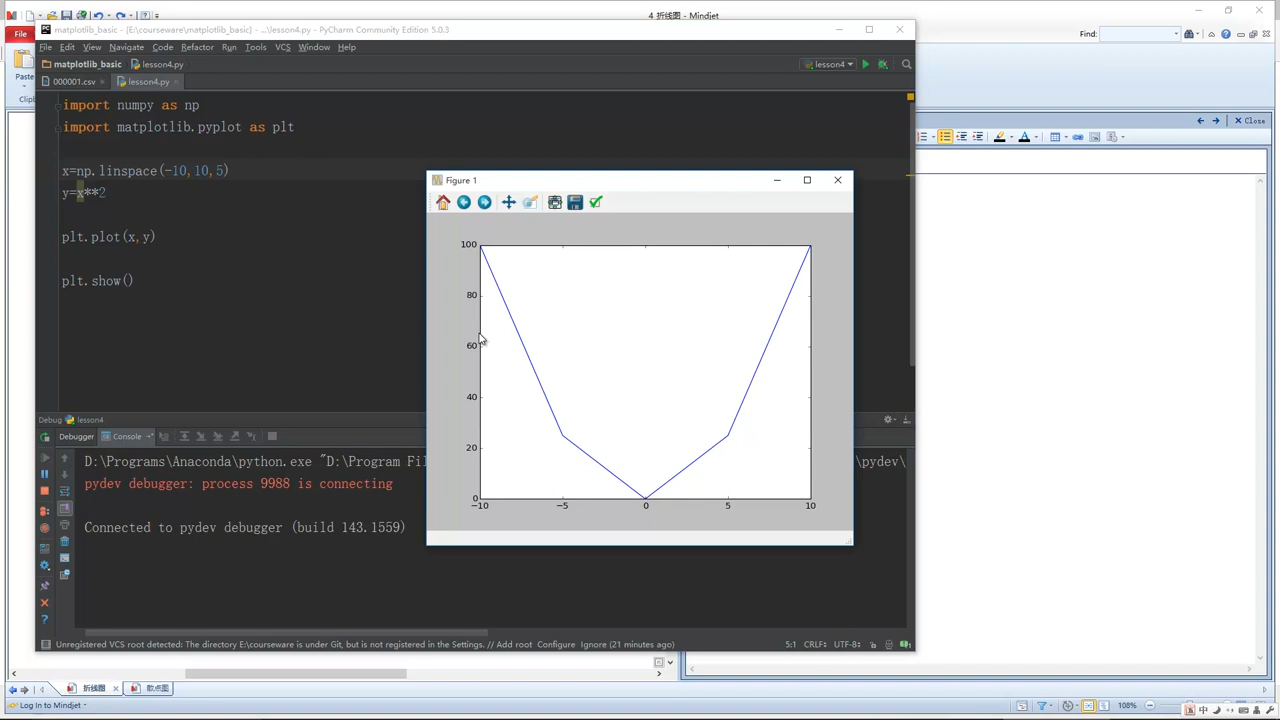 4 折线图 - Mindjet
File
Find:
Paste
Clipb
matplotlib_basic - [E:\courseware\matplotlib_basic] - ...\lesson4.py - PyCharm Community Edition 5.0.3
File Edit View Navigate Code Refactor Run Tools VCS Window Help
matplotlib_basic lesson4.py
lesson4
000001.csv lesson4.py
Close
import numpy as np
import matplotlib.pyplot as plt
x=np.linspace(-10,10,5)
y=x**2
plt.plot(x,y)
plt.show()
Figure 1
100
80
60
40
20
0
−10 −5 0 5 10
Debug lesson4
Debugger Console
D:\Programs\Anaconda\python.exe "D:\Program Fil
\pydev\
pydev debugger: process 9988 is connecting
Connected to pydev debugger (build 143.1559)
Unregistered VCS root detected: The directory E:\courseware is under Git, but is not registered in the Settings. // Add root Configure Ignore (21 minutes ago)
5:1 CRLF UTF-8
折线图 散点图
Log In to Mindjet
108%
中